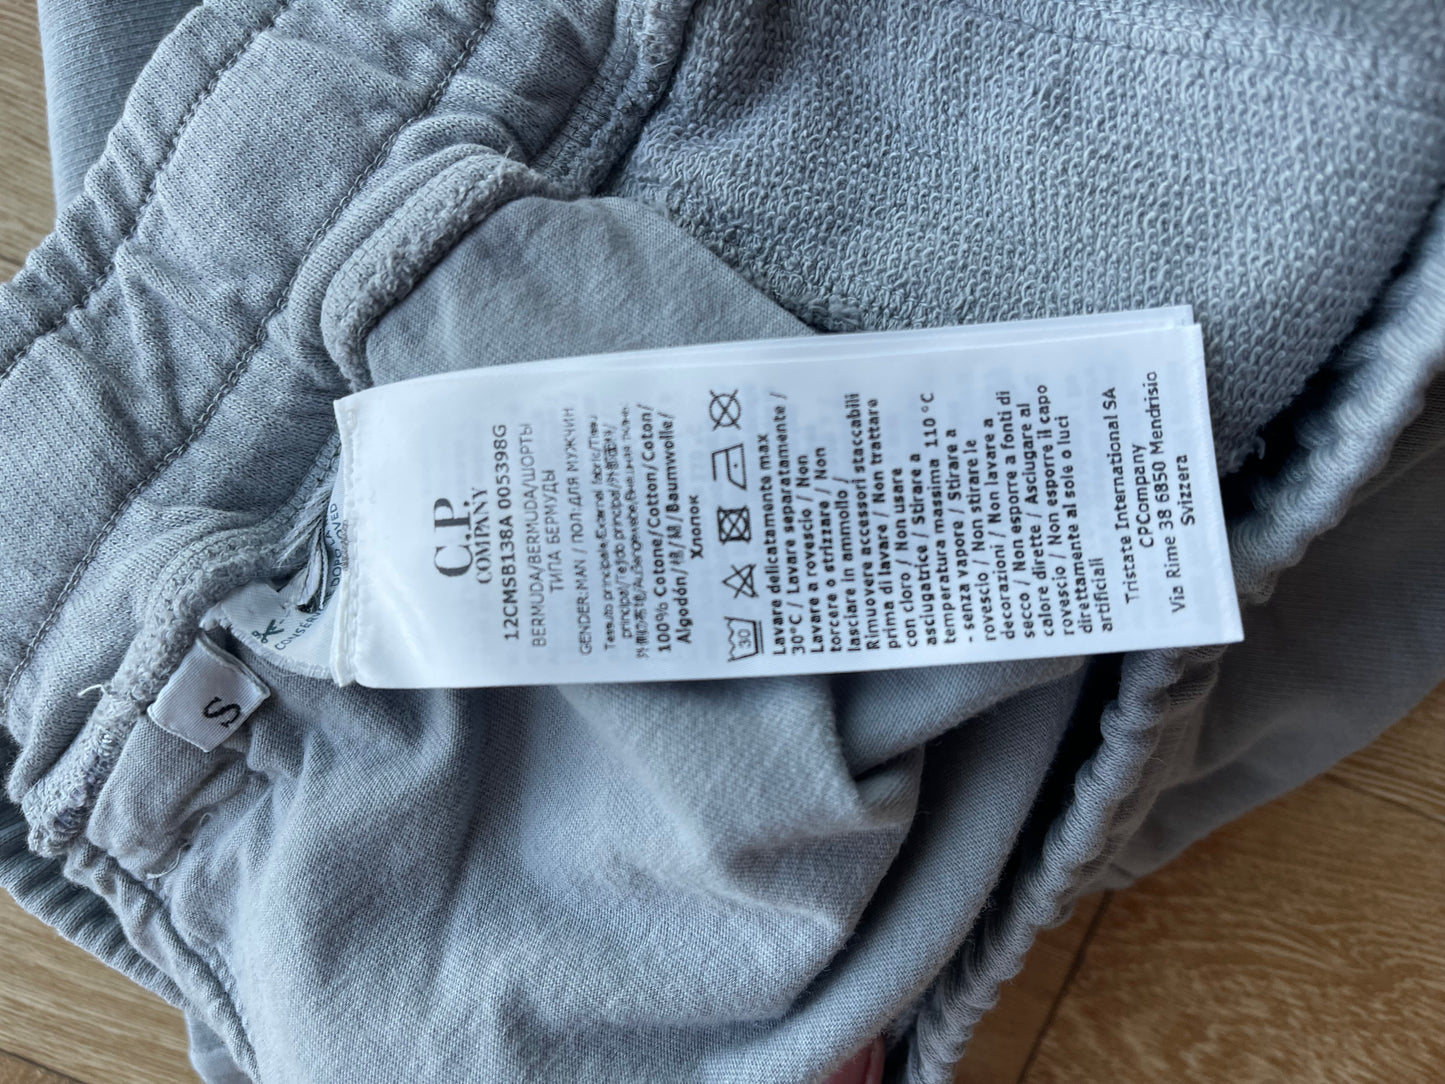 C.P.
COMPANY
12CMSB138A 005398G
BERMUDA/BERMUDA/ШОРТЫ
ТИПА БЕРМУДЫ
GENDER: MAN / ПОЛ: ДЛЯ МУЖЧИН
100% Cotone/Cotton/Coton/
Algodón/棉/綿/Baumwolle/
Хлопок
30
Lavare delicatamente max
30°C / Lavare separatamente /
Lavare a rovescio / Non
torcere o strizzare / Non
lasciare in ammollo /
Rimuovere accessori staccabili
prima di lavare / Non trattare
con cloro / Non usare
asciugatrice / Stirare a
temperatura massima 110 °C
- senza vapore / Stirare a
rovescio / Non stirare le
decorazioni / Non lavare a
secco / Non esporre a fonti di
calore dirette / Asciugare al
rovescio / Non esporre il capo
direttamente al sole o luci
artificiali
Tristate International SA
CPCompany
Via Rime 38 6850 Mendrisio
Svizzera
S